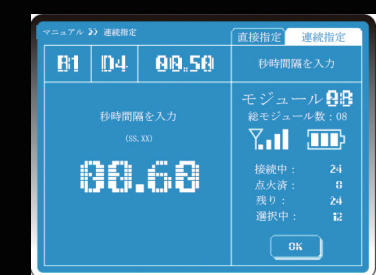 マニュアル 連続指定
直接指定 連続指定
B1 D4 00.50 秒時間隔を入力
秒時間隔を入力
(SS.XX)
00.60
モジュール08
総モジュール数：08
接続中： 24
点火済： 0
残り： 24
選択中： 12
OK